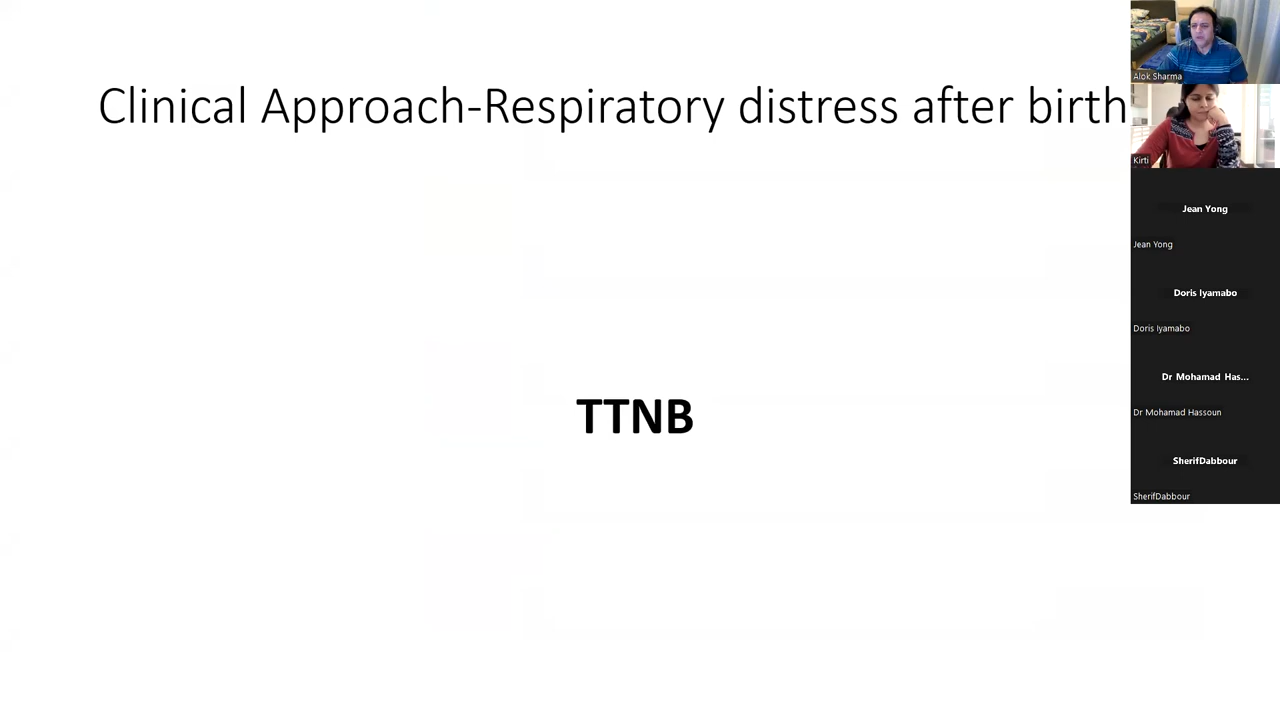 Clinical Approach-Respiratory distress after birth
TTNB
Alok Sharma
Kirti
Jean Yong
Jean Yong
Doris Iyamabo
Doris Iyamabo
Dr Mohamad Has...
Dr Mohamad Hassoun
SherifDabbour
SherifDabbour